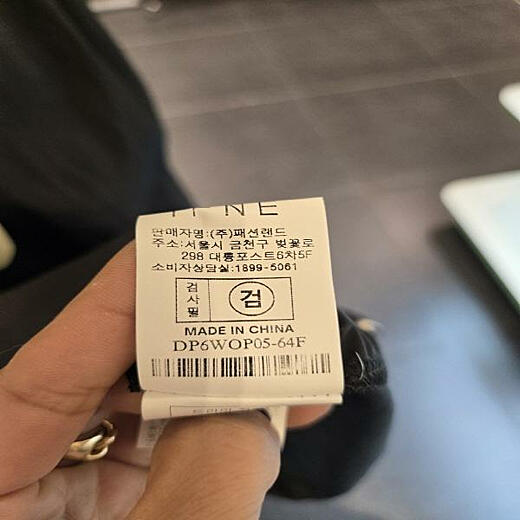 판매자명:(주)패션랜드
주소:서울시 금천구 벚꽃로
298 대륭포스트6차5F
소비자상담실:1899-5061
검사필
검
MADE IN CHINA
DP6WOP05-64F